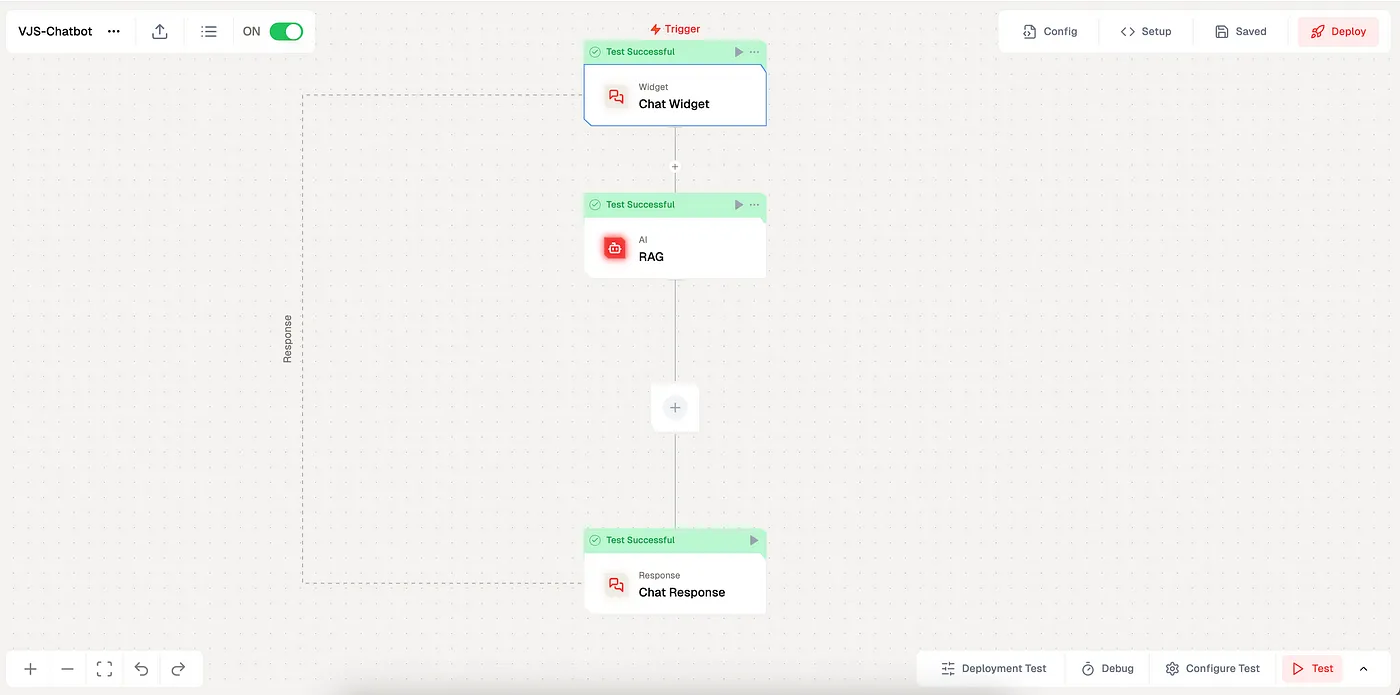 VJS-Chatbot
ON
Trigger
Config
Setup
Saved
Deploy
Test Successful
Widget
Chat Widget
Test Successful
AI
RAG
Response
Test Successful
Response
Chat Response
Deployment Test
Debug
Configure Test
Test